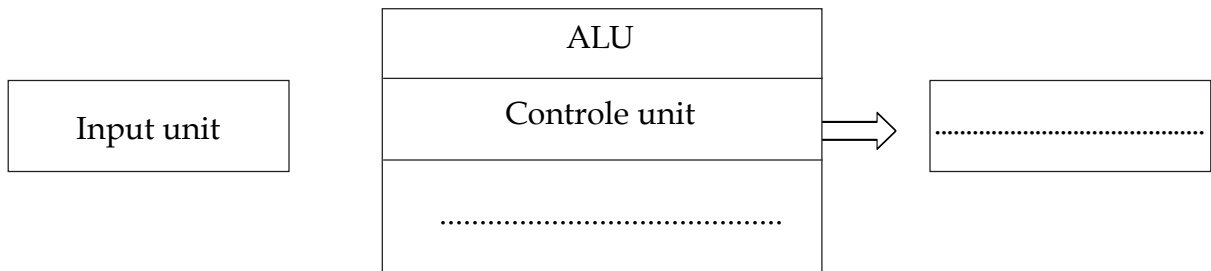 ALU
Input unit
Controle unit
............................................
...........................................